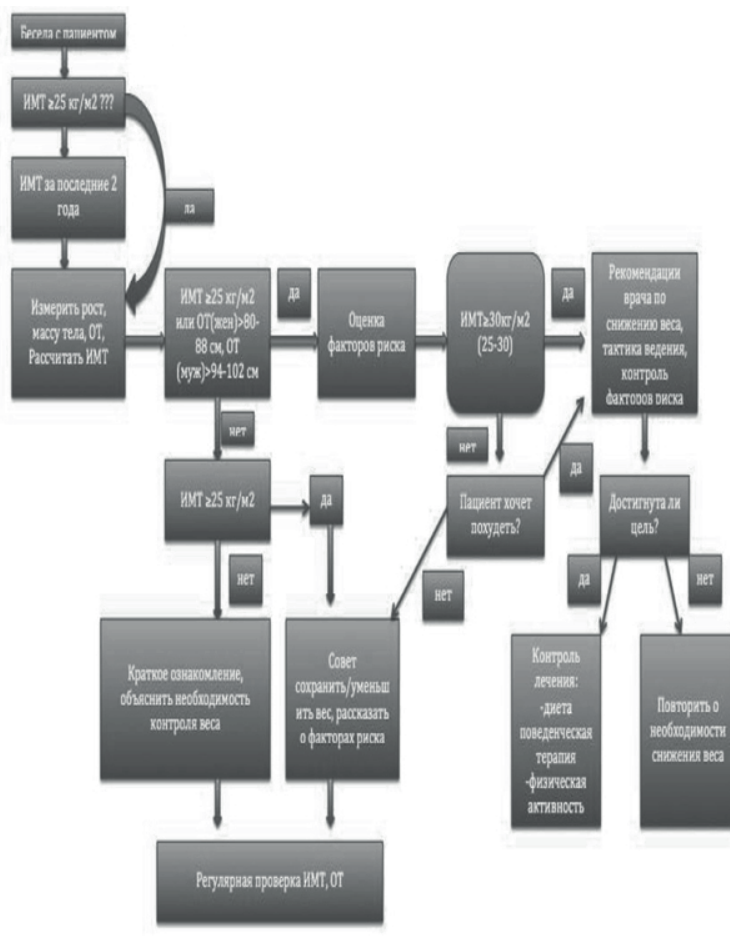 Беседа с пациентом
ИМТ ≥25 кг/м2 ???
ИМТ за последние 2
года
да
Измерить рост,
массу тела, ОТ,
Рассчитать ИМТ
ИМТ ≥25 кг/м2
или ОТ(жен)>80-
88 см, ОТ
(муж)>94-102 см
да
Оценка
факторов риска
ИМТ≥30кг/м2
(25-30)
да
Рекомендации
врача по
снижению веса,
тактика ведения,
контроль
факторов риска
нет
нет
да
ИМТ ≥25 кг/м2
да
Пациент хочет
похудеть?
Достигнута ли
цель?
нет
нет
да
нет
Краткое ознакомление,
объяснить необходимость
контроля веса
Совет
сохранить/уменьш
ить вес, рассказать
о факторах риска
Контроль
лечения:
-диета
поведенческая
терапия
-физическая
активность
Повторить о
необходимости
снижения веса
Регулярная проверка ИМТ, ОТ